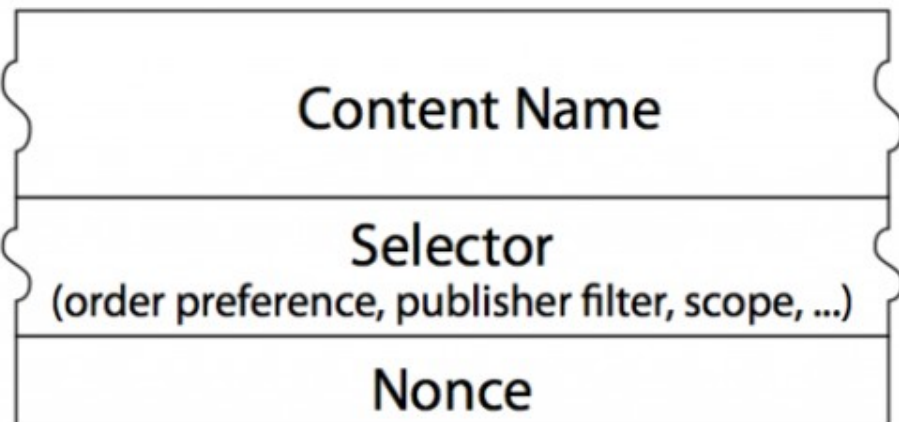 Content Name
Selector
(order preference, publisher filter, scope, ...)
Nonce